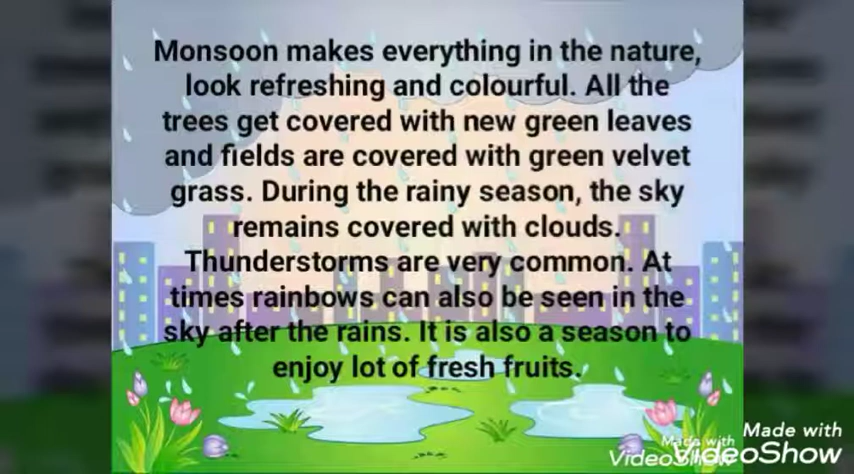 Monsoon makes everything in the nature,
look refreshing and colourful. All the
trees get covered with new green leaves
and fields are covered with green velvet
grass. During the rainy season, the sky
remains covered with clouds.
Thunderstorms are very common. At
times rainbows can also be seen in the
sky after the rains. It is also a season to
enjoy lot of fresh fruits.
Made with
VideoShow
Made with